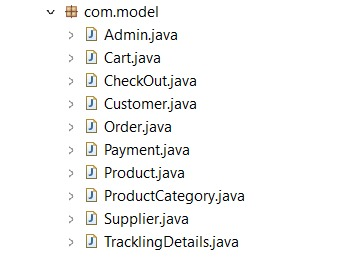 com.model
Admin.java
Cart.java
CheckOut.java
Customer.java
Order.java
Payment.java
Product.java
ProductCategory.java
Supplier.java
TracklingDetails.java